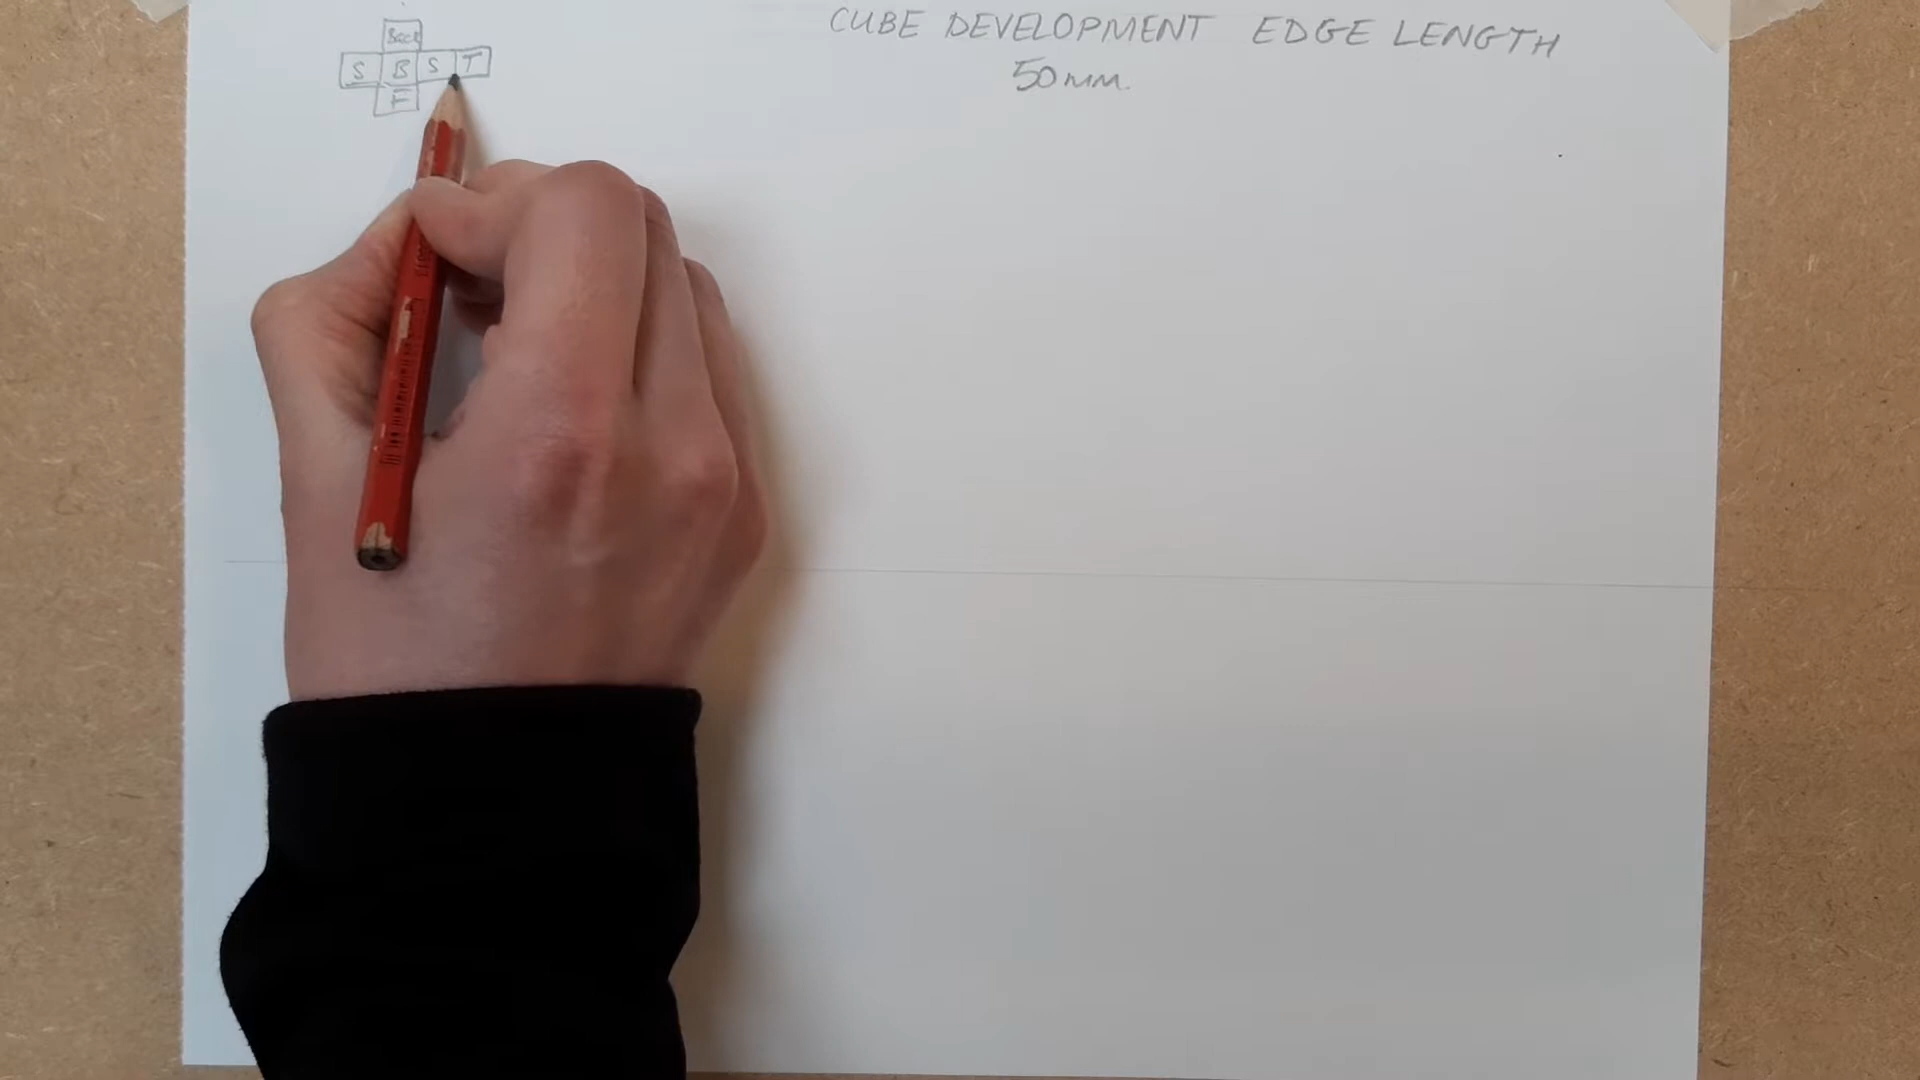 CUBE DEVELOPMENT EDGE LENGTH
50mm.
Back
S B S T
F